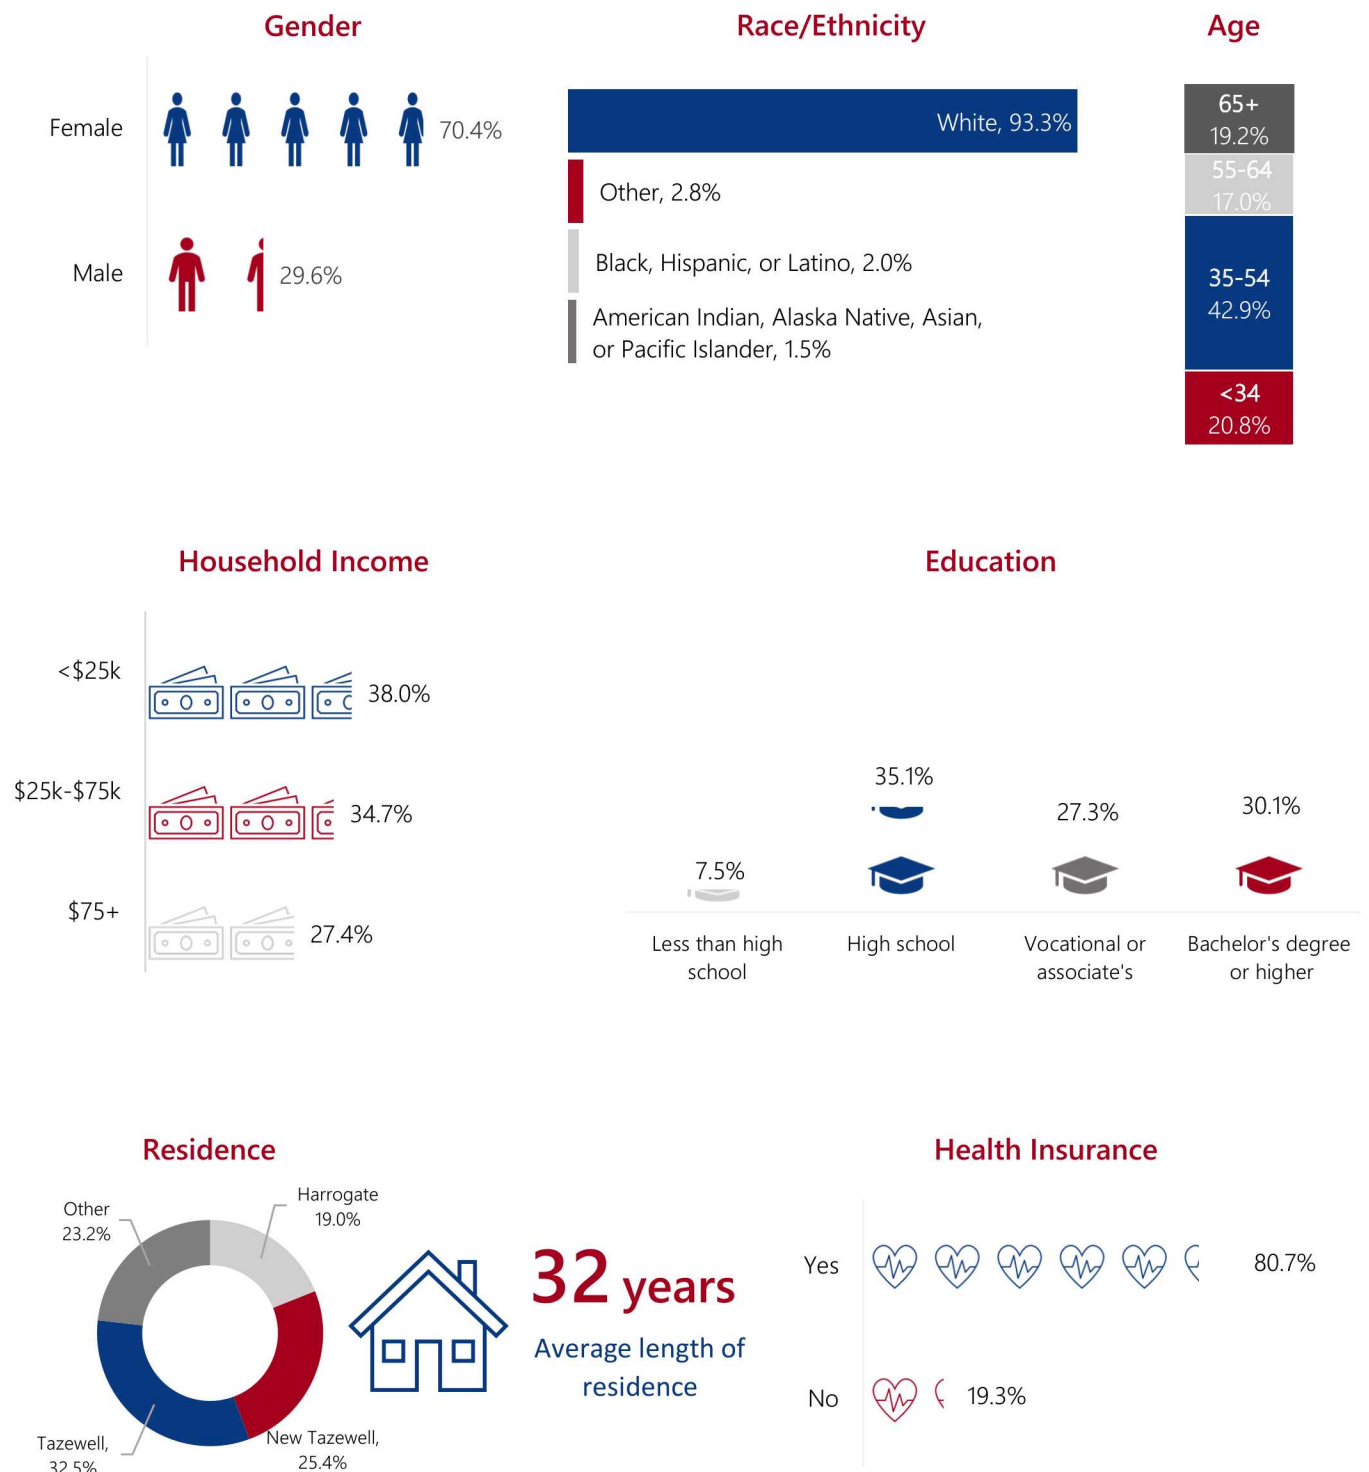 Gender
Female
70.4%
Male
29.6%
Race/Ethnicity
White, 93.3%
Other, 2.8%
Black, Hispanic, or Latino, 2.0%
American Indian, Alaska Native, Asian,
or Pacific Islander, 1.5%
Age
65+
19.2%
55-64
17.0%
35-54
42.9%
<34
20.8%
Household Income
<$25k
38.0%
$25k-$75k
34.7%
$75+
27.4%
Education
7.5%
35.1%
27.3%
30.1%
Less than high
school
High school
Vocational or
associate's
Bachelor's degree
or higher
Residence
Other
23.2%
Harrogate
19.0%
Tazewell,
32.5%
New Tazewell,
25.4%
32 years
Average length of
residence
Health Insurance
Yes
80.7%
No
19.3%